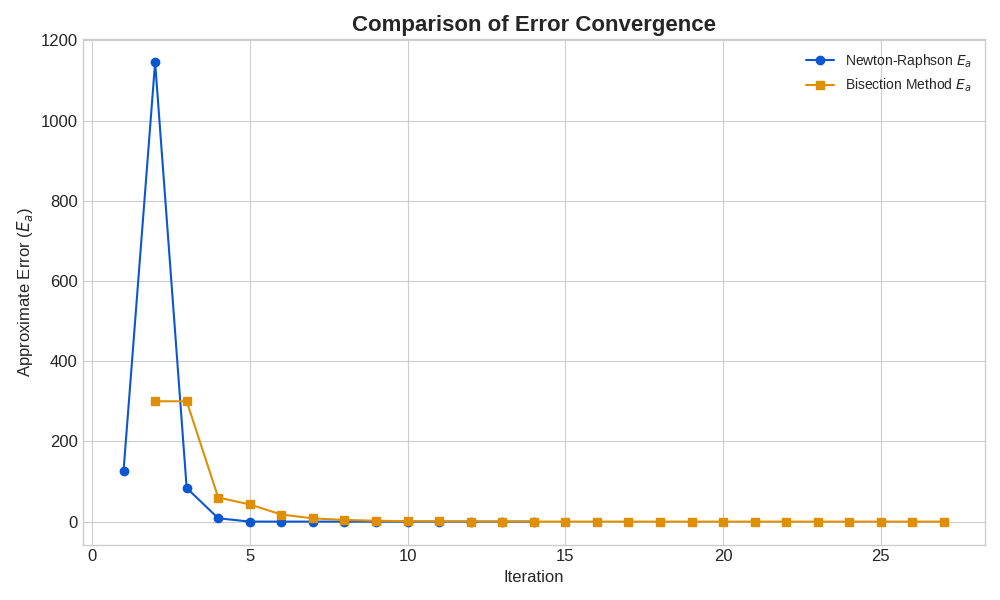 Comparison of Error Convergence
1200
1000
800
600
400
200
0
Approximate Error (Eₐ)
Newton-Raphson Eₐ
Bisection Method Eₐ
0 5 10 15 20 25
Iteration